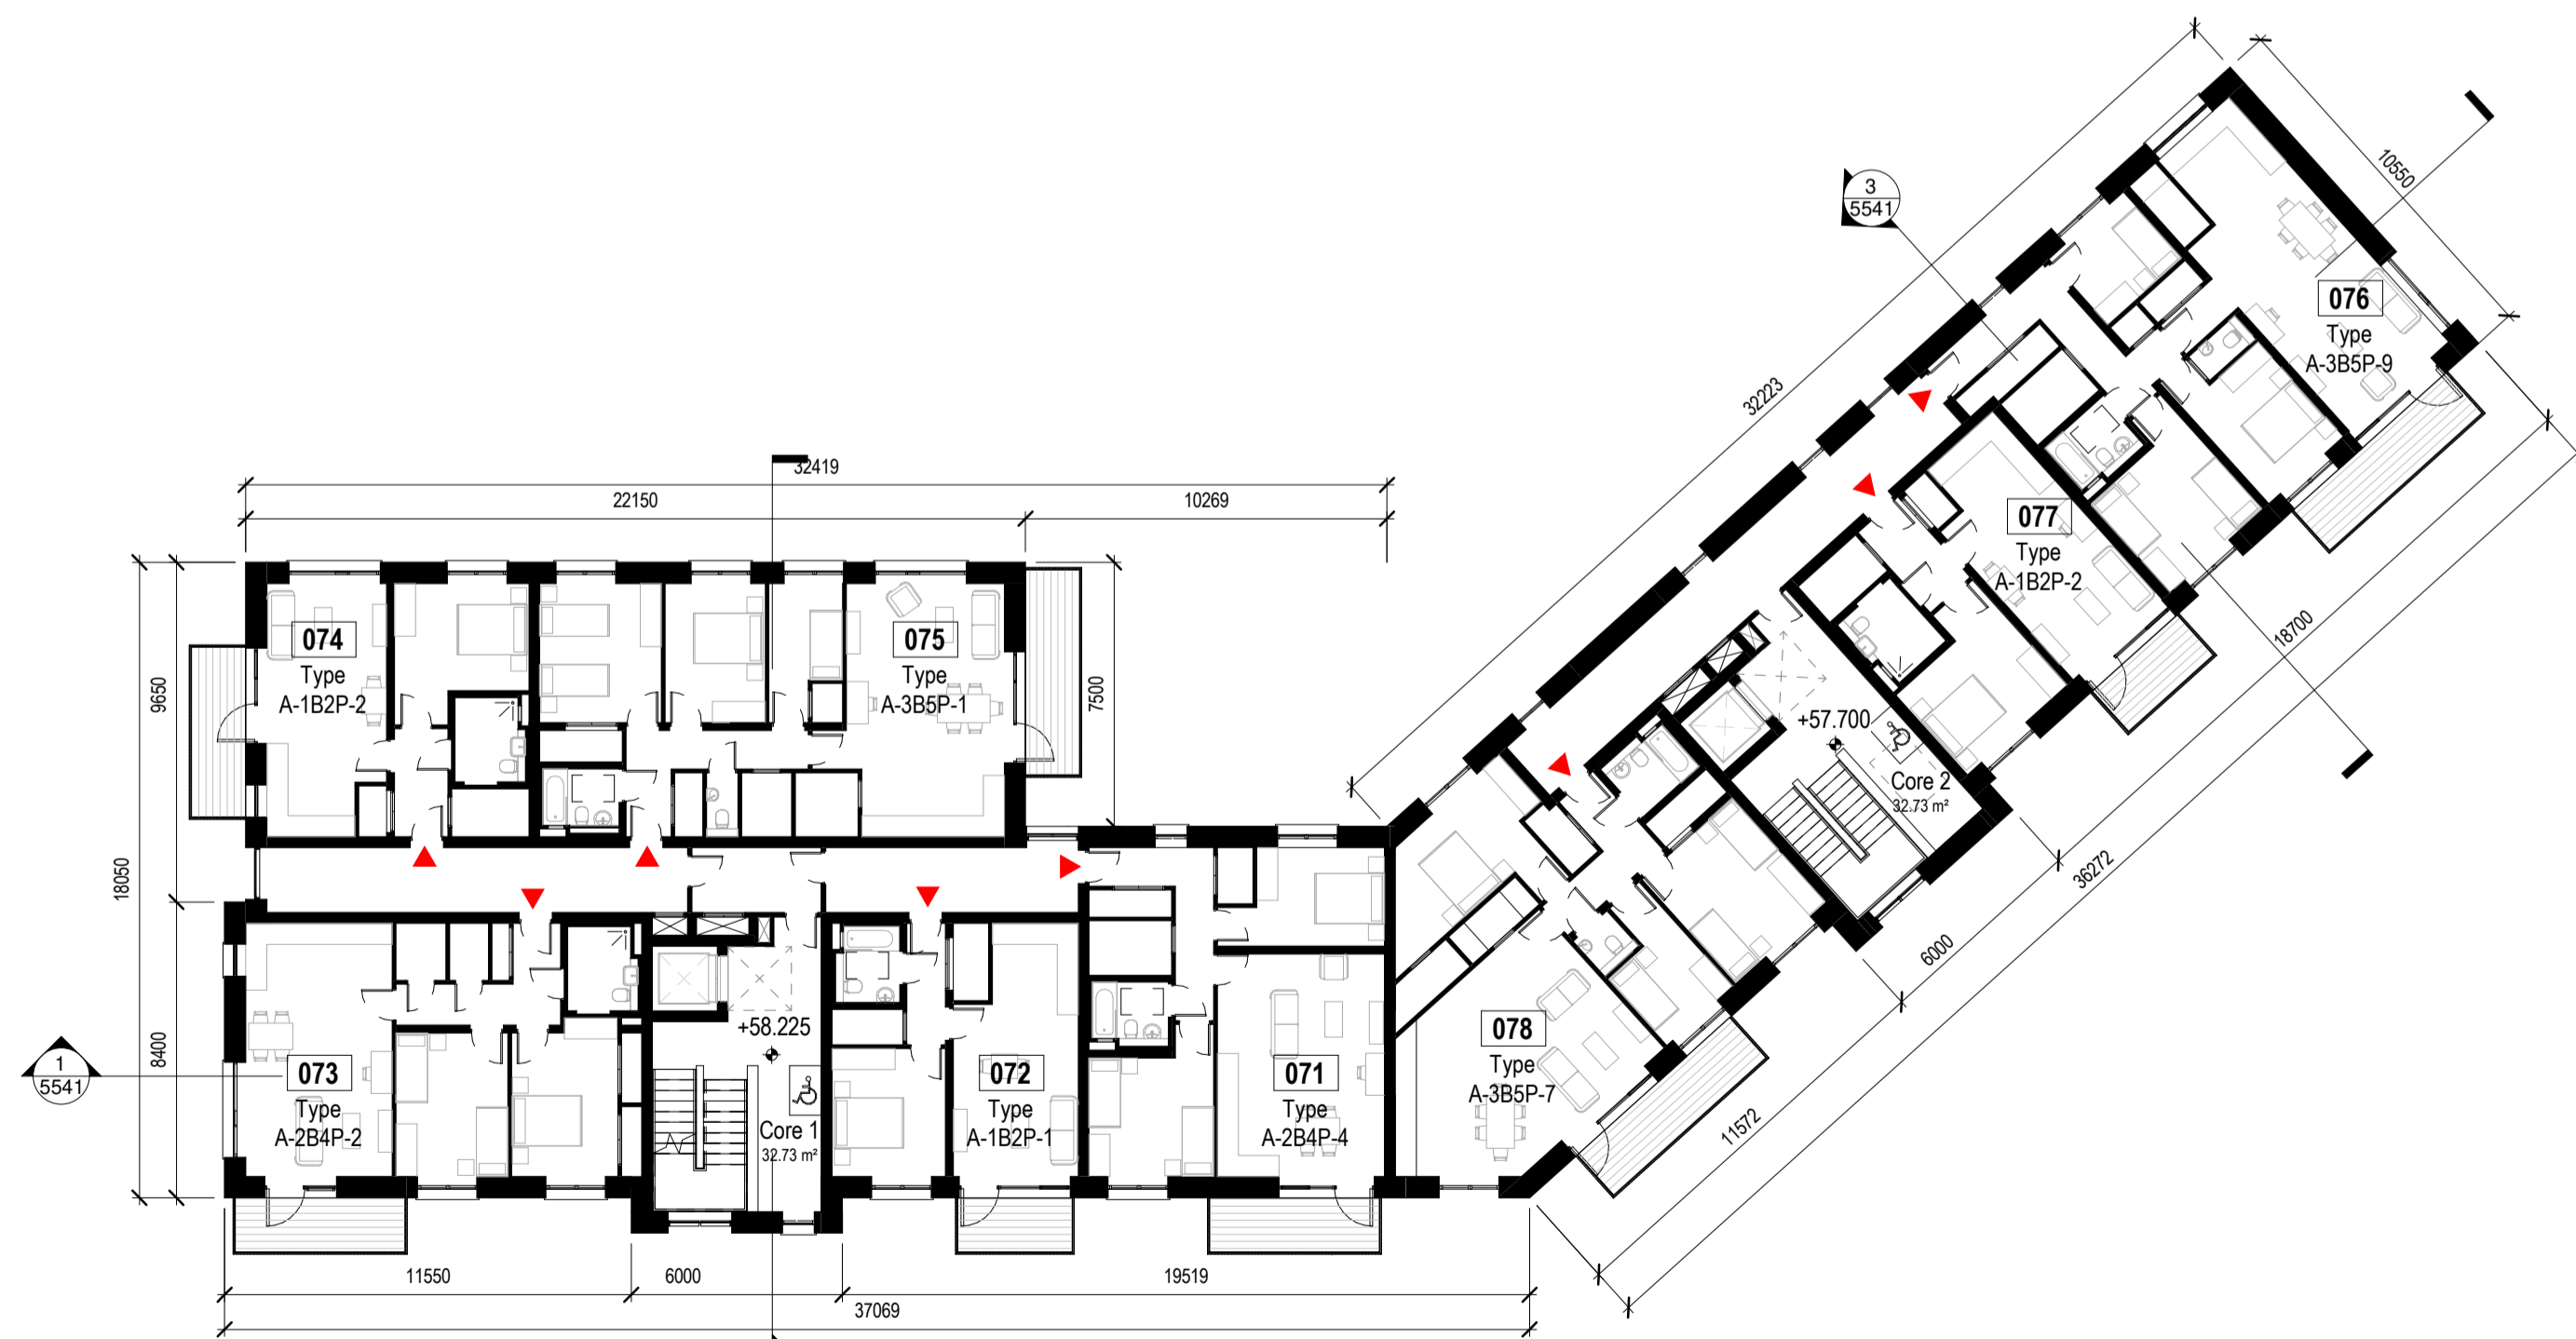 10550
3
5541
076
Type
A-3B5P-9
32223
32419
22150
10269
077
Type
A-1B2P-2
18700
074
Type
A-1B2P-2
075
Type
A-3B5P-1
9650
7500
18050
+57.700
Core 2
32.73 m²
36272
6000
8400
+58.225
1
5541
073
Type
A-2B4P-2
072
Type
A-1B2P-1
071
Type
A-2B4P-4
078
Type
A-3B5P-7
Core 1
32.73 m²
11572
11550
6000
19519
37069